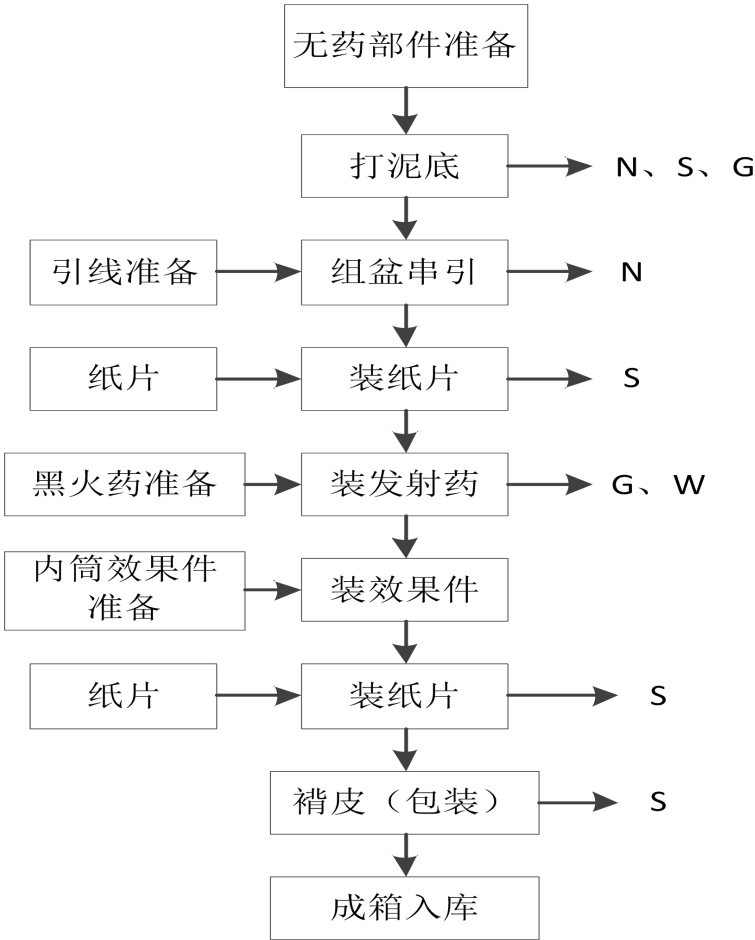 无药部件准备
打泥底
N、S、G
引线准备
组盆串引
N
纸片
装纸片
S
黑火药准备
装发射药
G、W
内筒效果件
准备
装效果件
纸片
装纸片
S
褙皮（包装）
S
成箱入库